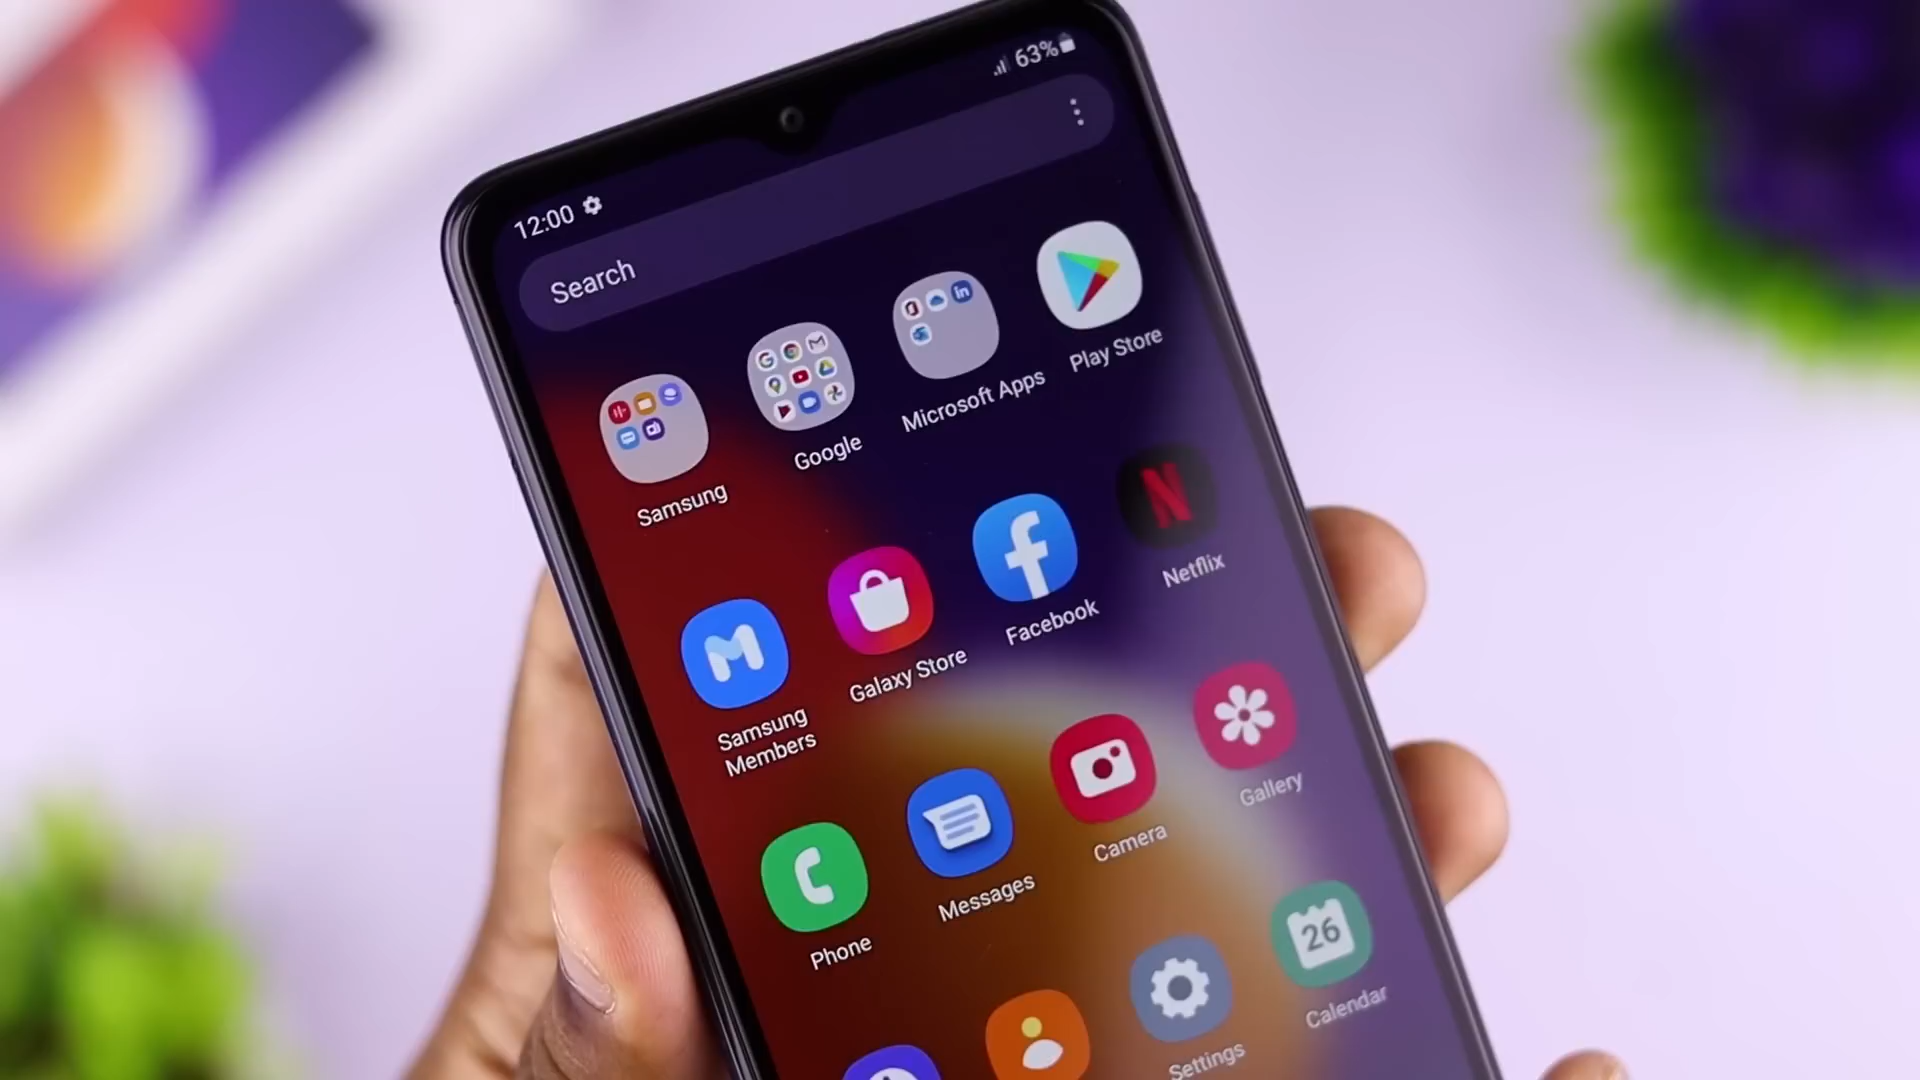 12:00
63%
Search
Samsung
Google
Microsoft Apps
Play Store
Samsung
Members
Galaxy Store
Facebook
Netflix
Phone
Messages
Camera
Gallery
Settings
26
Calendar